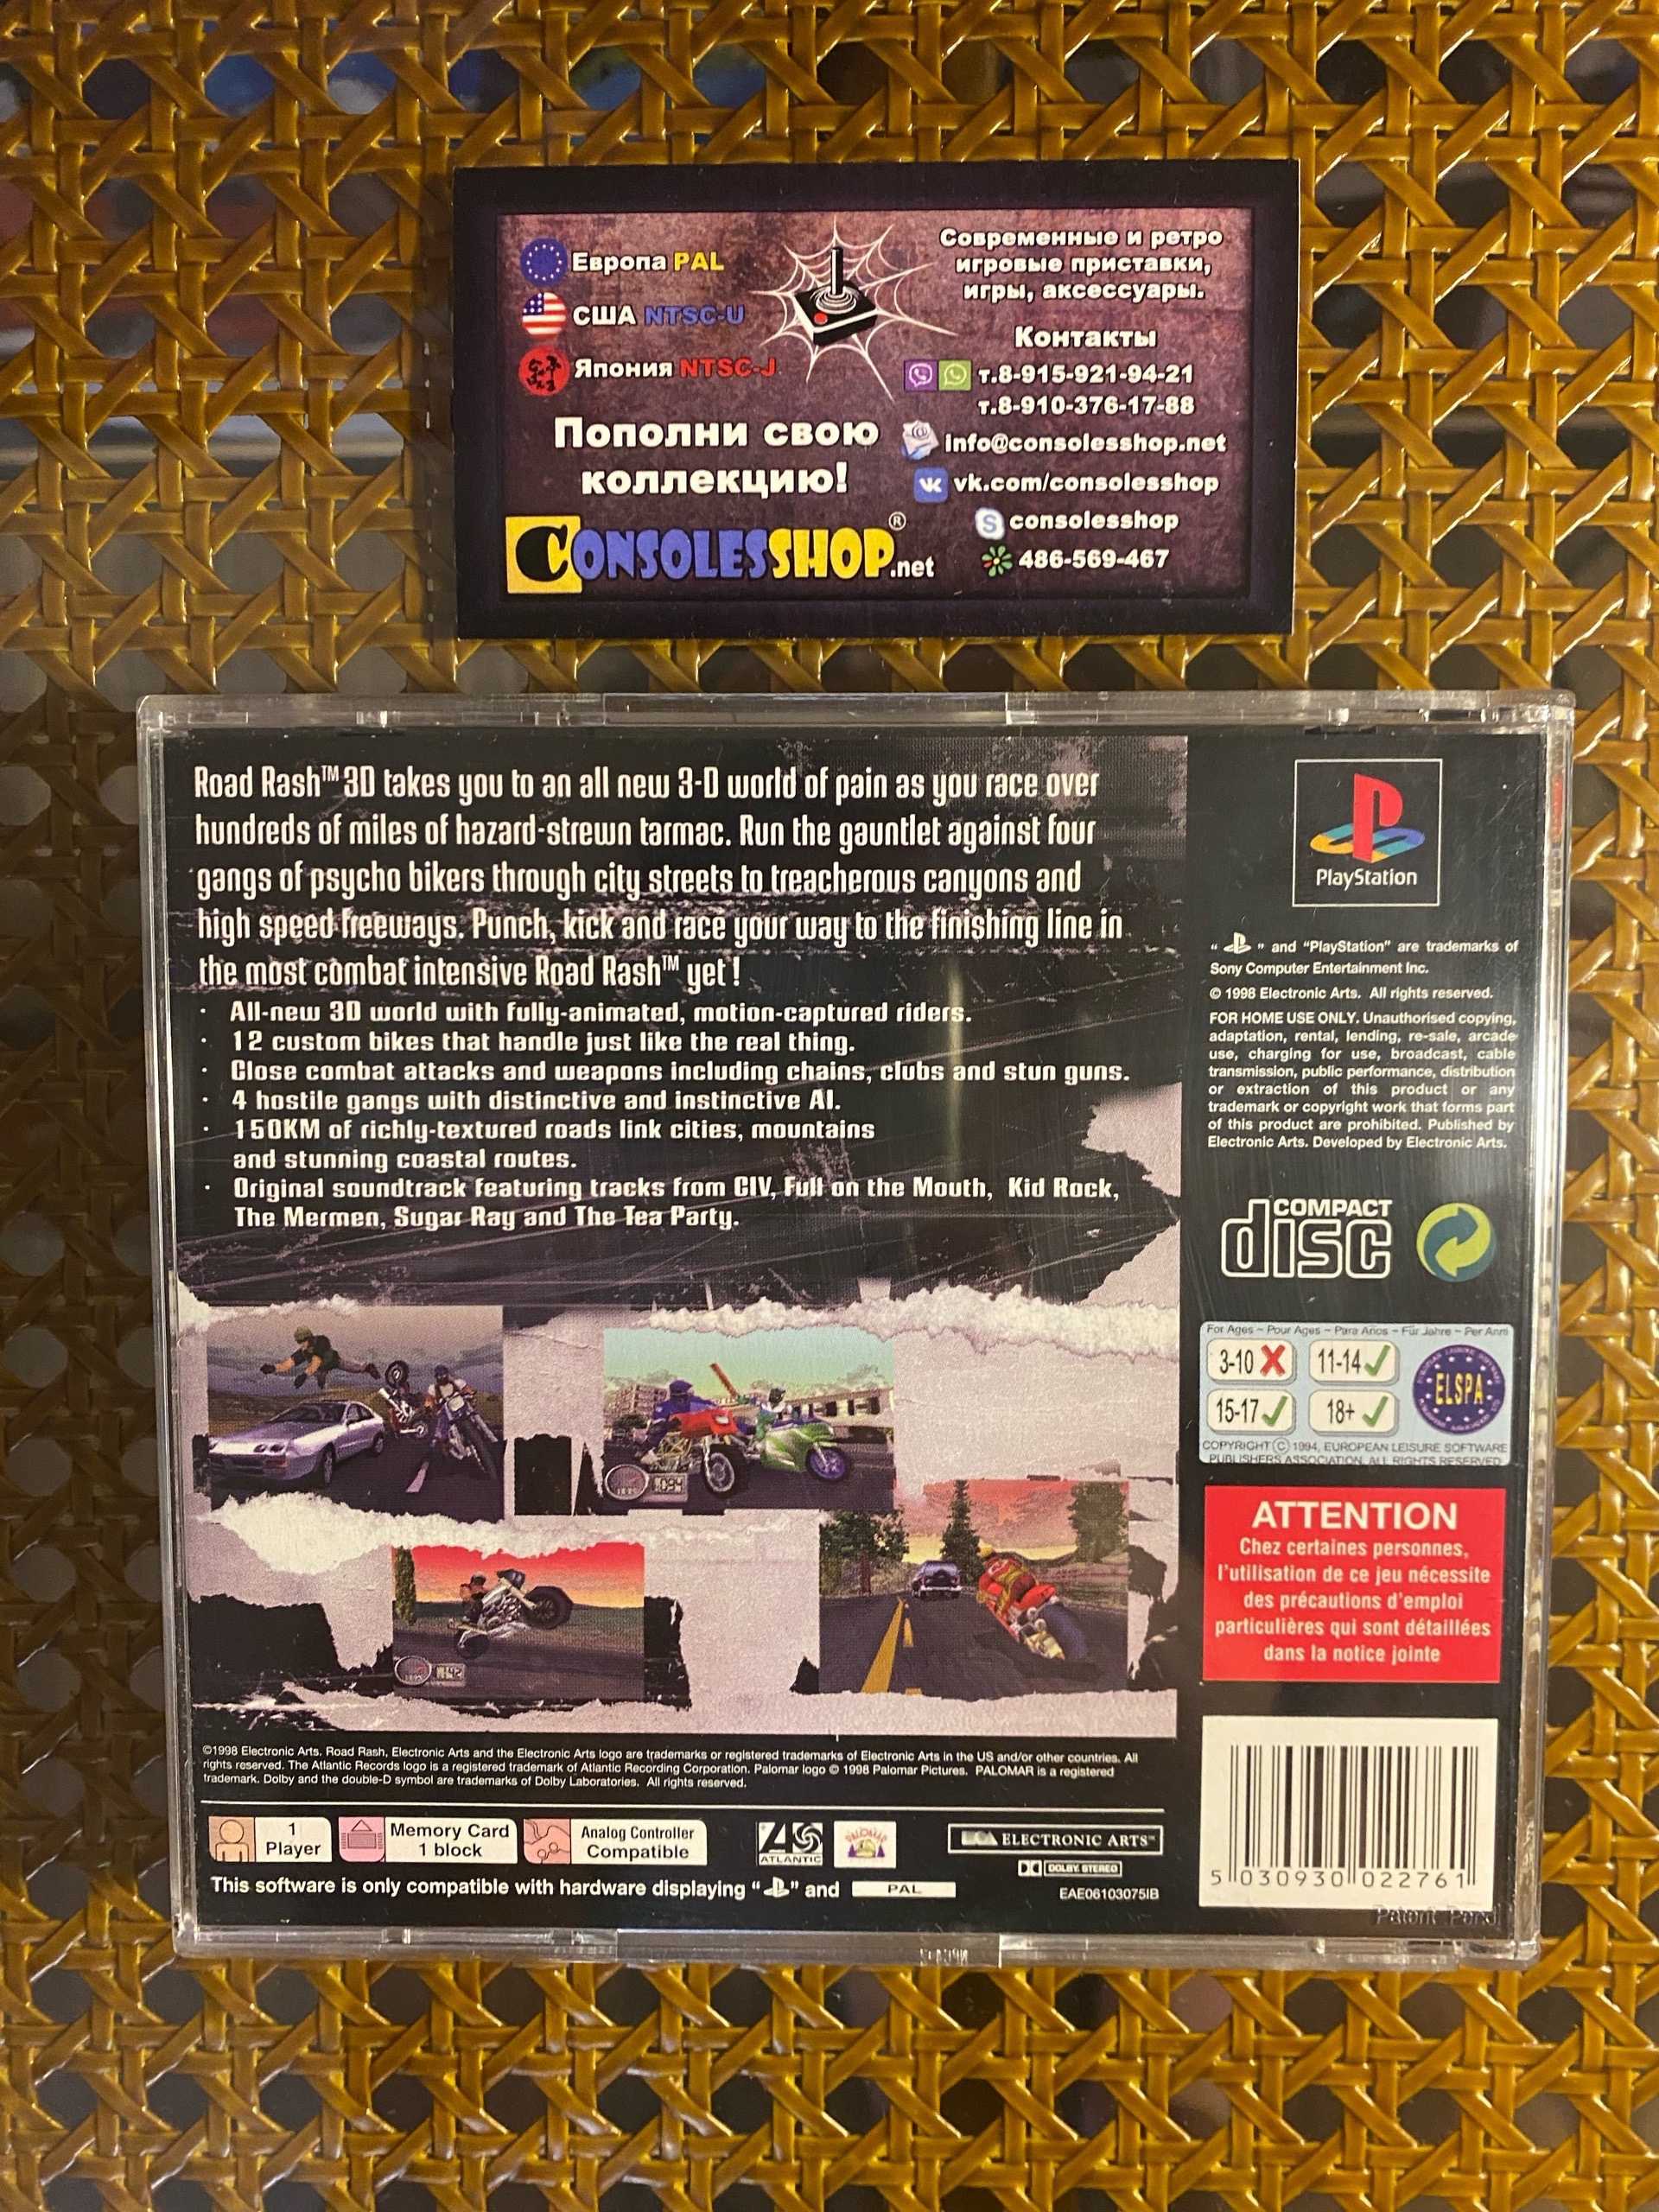 Европа PAL
США NTSC-U
Япония NTSC-J
Пополни свою
коллекцию!
CONSOLESSHOP®.net
Современные и ретро
игровые приставки,
игры, аксессуары.
Контакты
т.8-915-921-94-21
т.8-910-376-17-88
info@consolesshop.net
vk.com/consolesshop
consolesshop
486-569-467
Road Rash™ 3D takes you to an all new 3-D world of pain as you race over
hundreds of miles of hazard-strewn tarmac. Run the gauntlet against four
gangs of psycho bikers through city streets to treacherous canyons and
high speed freeways. Punch, kick and race your way to the finishing line in
the most combat intensive Road Rash™ yet!
· All-new 3D world with fully-animated, motion-captured riders.
· 12 custom bikes that handle just like the real thing.
· Close combat attacks and weapons including chains, clubs and stun guns.
· 4 hostile gangs with distinctive and instinctive AI.
· 150KM of richly-textured roads link cities, mountains
and stunning coastal routes.
· Original soundtrack featuring tracks from CIV, Full on the Mouth, Kid Rock,
The Mermen, Sugar Ray and The Tea Party.
©1998 Electronic Arts. Road Rash, Electronic Arts and the Electronic Arts logo are trademarks or registered trademarks of Electronic Arts in the US and/or other countries. All
rights reserved. The Atlantic Records logo is a registered trademark of Atlantic Recording Corporation. Palomar logo © 1998 Palomar Pictures. PALOMAR is a registered
trademark. Dolby and the double-D symbol are trademarks of Dolby Laboratories. All rights reserved.
1
Player
Memory Card
1 block
Analog Controller
Compatible
ATLANTIC
PALOMAR
ELECTRONIC ARTS™
DOLBY STEREO
This software is only compatible with hardware displaying " " and PAL
EAE06103075IB
PlayStation
" " and "PlayStation" are trademarks of
Sony Computer Entertainment Inc.
© 1998 Electronic Arts. All rights reserved.
FOR HOME USE ONLY. Unauthorised copying,
adaptation, rental, lending, re-sale, arcade
use, charging for use, broadcast, cable
transmission, public performance, distribution
or extraction of this product or any
trademark or copyright work that forms part
of this product are prohibited. Published by
Electronic Arts. Developed by Electronic Arts.
COMPACT
disc
For Ages – Pour Ages – Para Años – Für Jahre – Per Anni
3-10 11-14
15-17 18+
ELSPA
COPYRIGHT © 1994, EUROPEAN LEISURE SOFTWARE
PUBLISHERS ASSOCIATION, ALL RIGHTS RESERVED
ATTENTION
Chez certaines personnes,
l'utilisation de ce jeu nécessite
des précautions d'emploi
particulières qui sont détaillées
dans la notice jointe
5 030930 022761
Patent Pend